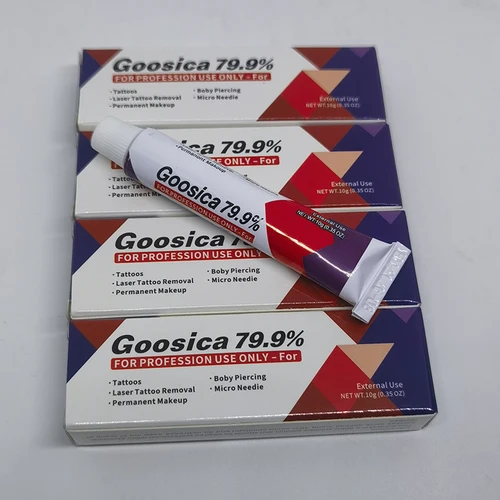 Goosica 79.9%
FOR PROFESSION USE ONLY – For
· Tattoos
· Boby Piercing
· Laser Tattoo Removal
· Micro Needle
· Permanent Makeup
External Use
NET WT.10g (0.35 OZ)
Goosica 79.9%
USE ONLY – For
· Boby Piercing
· Micro Needle
External Use
NET WT.10g (0.35 OZ)
· Permanent Makeup
Goosica 79.9%
FOR PROFESSION USE ONLY – For
External Use
NET WT.10g (0.35 OZ)
Goosica
FOR PROFESSION USE ONLY – For
· Tattoos
· Boby Piercing
· Laser Tattoo Removal
· Micro Needle
· Permanent Makeup
Goosica 79.9%
FOR PROFESSION USE ONLY – For
· Tattoos
· Boby Piercing
· Laser Tattoo Removal
· Micro Needle
· Permanent Makeup
External Use
NET WT.10g (0.35 OZ)